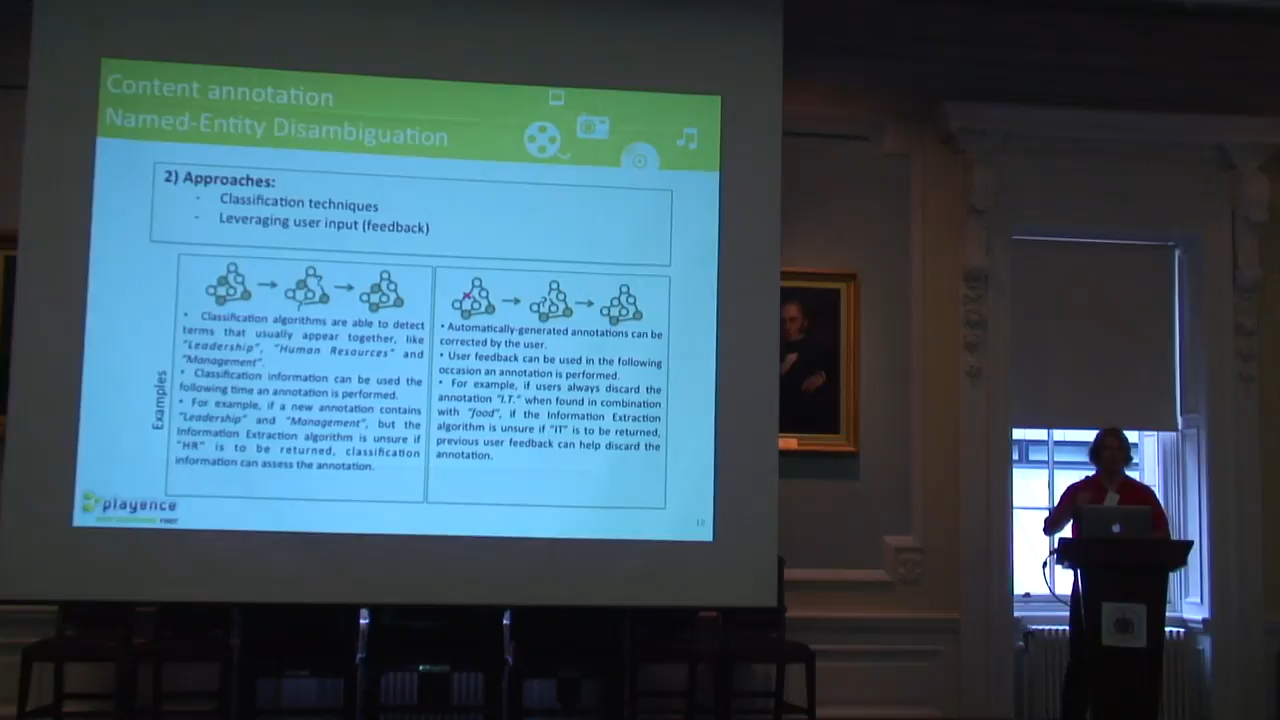 Content annotation
Named-Entity Disambiguation
2) Approaches:
- Classification techniques
- Leveraging user input (feedback)
Examples
• Classification algorithms are able to detect
terms that usually appear together, like
"Leadership", "Human Resources" and
"Management".
• Classification information can be used the
following time an annotation is performed.
• For example, if a new annotation contains
"Leadership" and "Management", but the
Information Extraction algorithm is unsure if
"HR" is to be returned, classification
information can assess the annotation.
• Automatically-generated annotations can be
corrected by the user.
• User feedback can be used in the following
occasion an annotation is performed.
• For example, if users always discard the
annotation "I.T." when found in combination
with "food", if the Information Extraction
algorithm is unsure if "IT" is to be returned,
previous user feedback can help discard the
annotation.
playence
FIRST